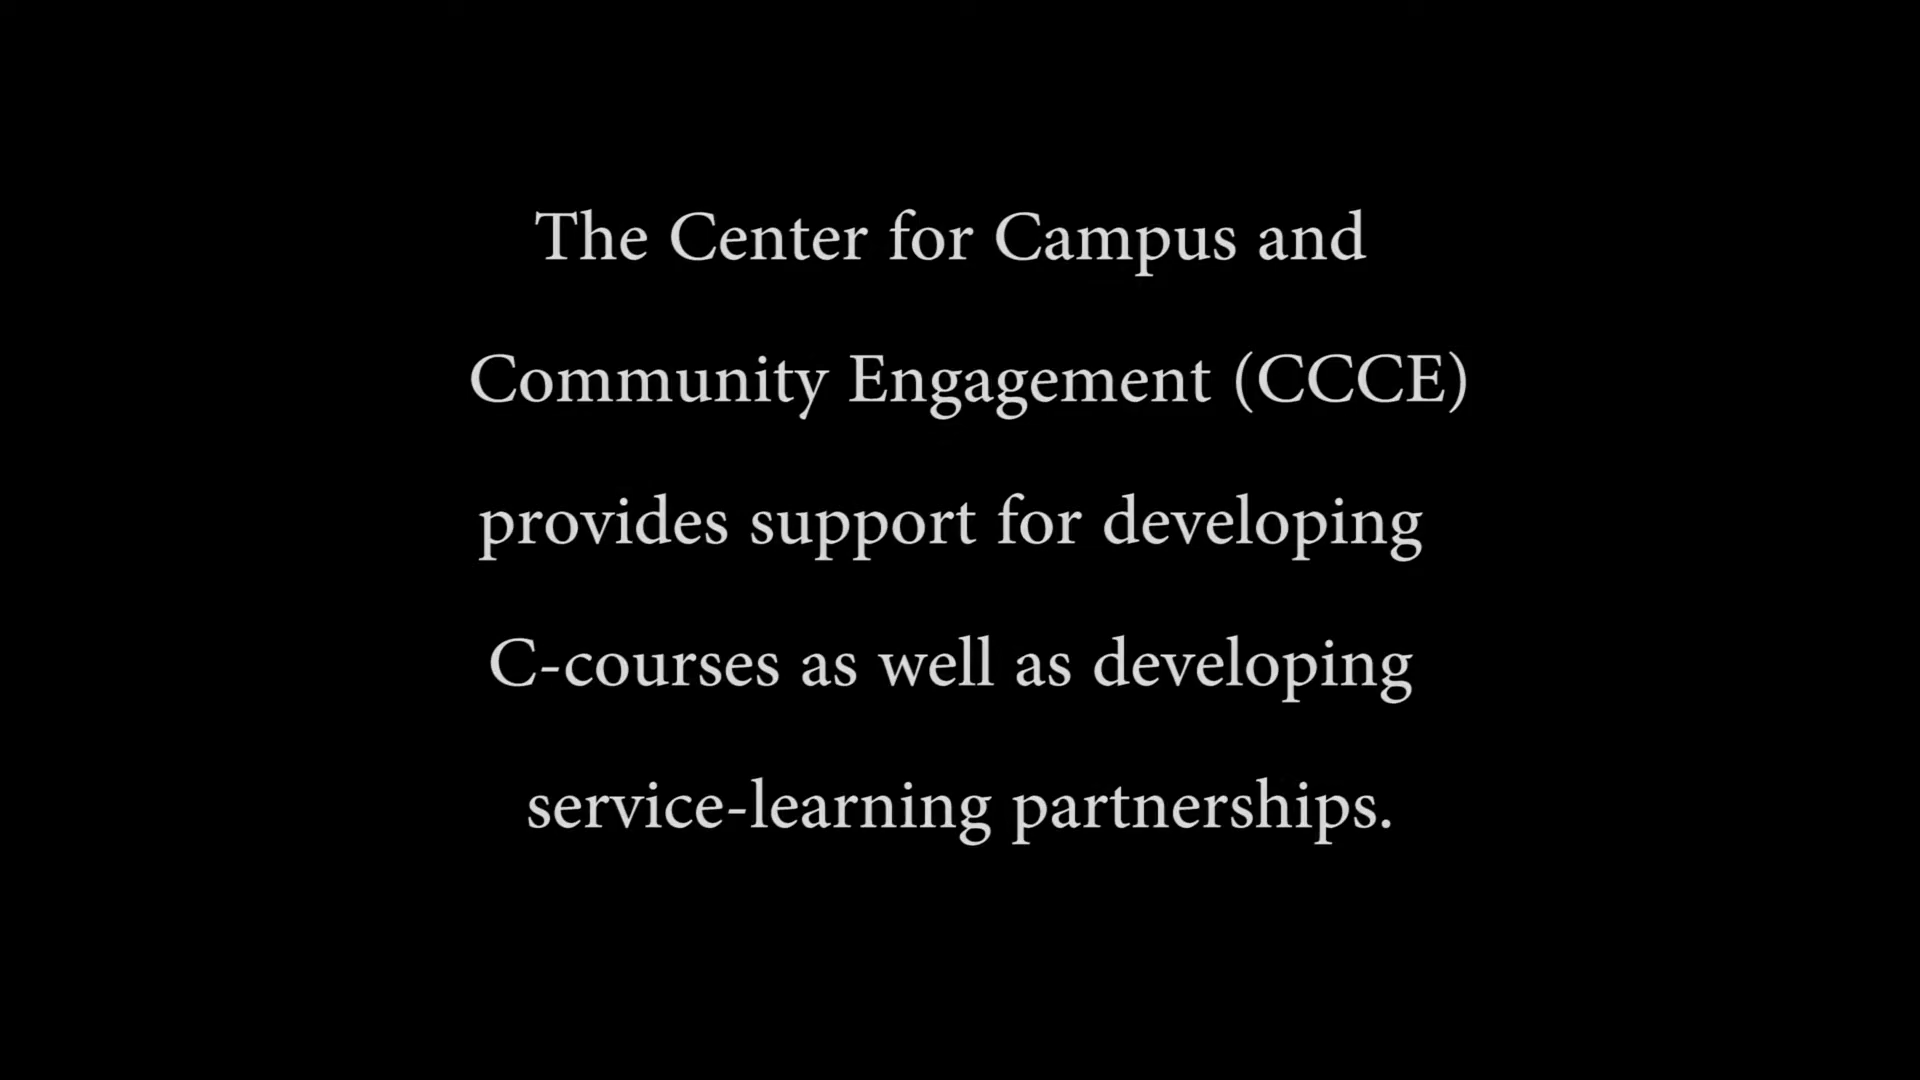 The Center for Campus and
Community Engagement (CCCE)
provides support for developing
C-courses as well as developing
service-learning partnerships.